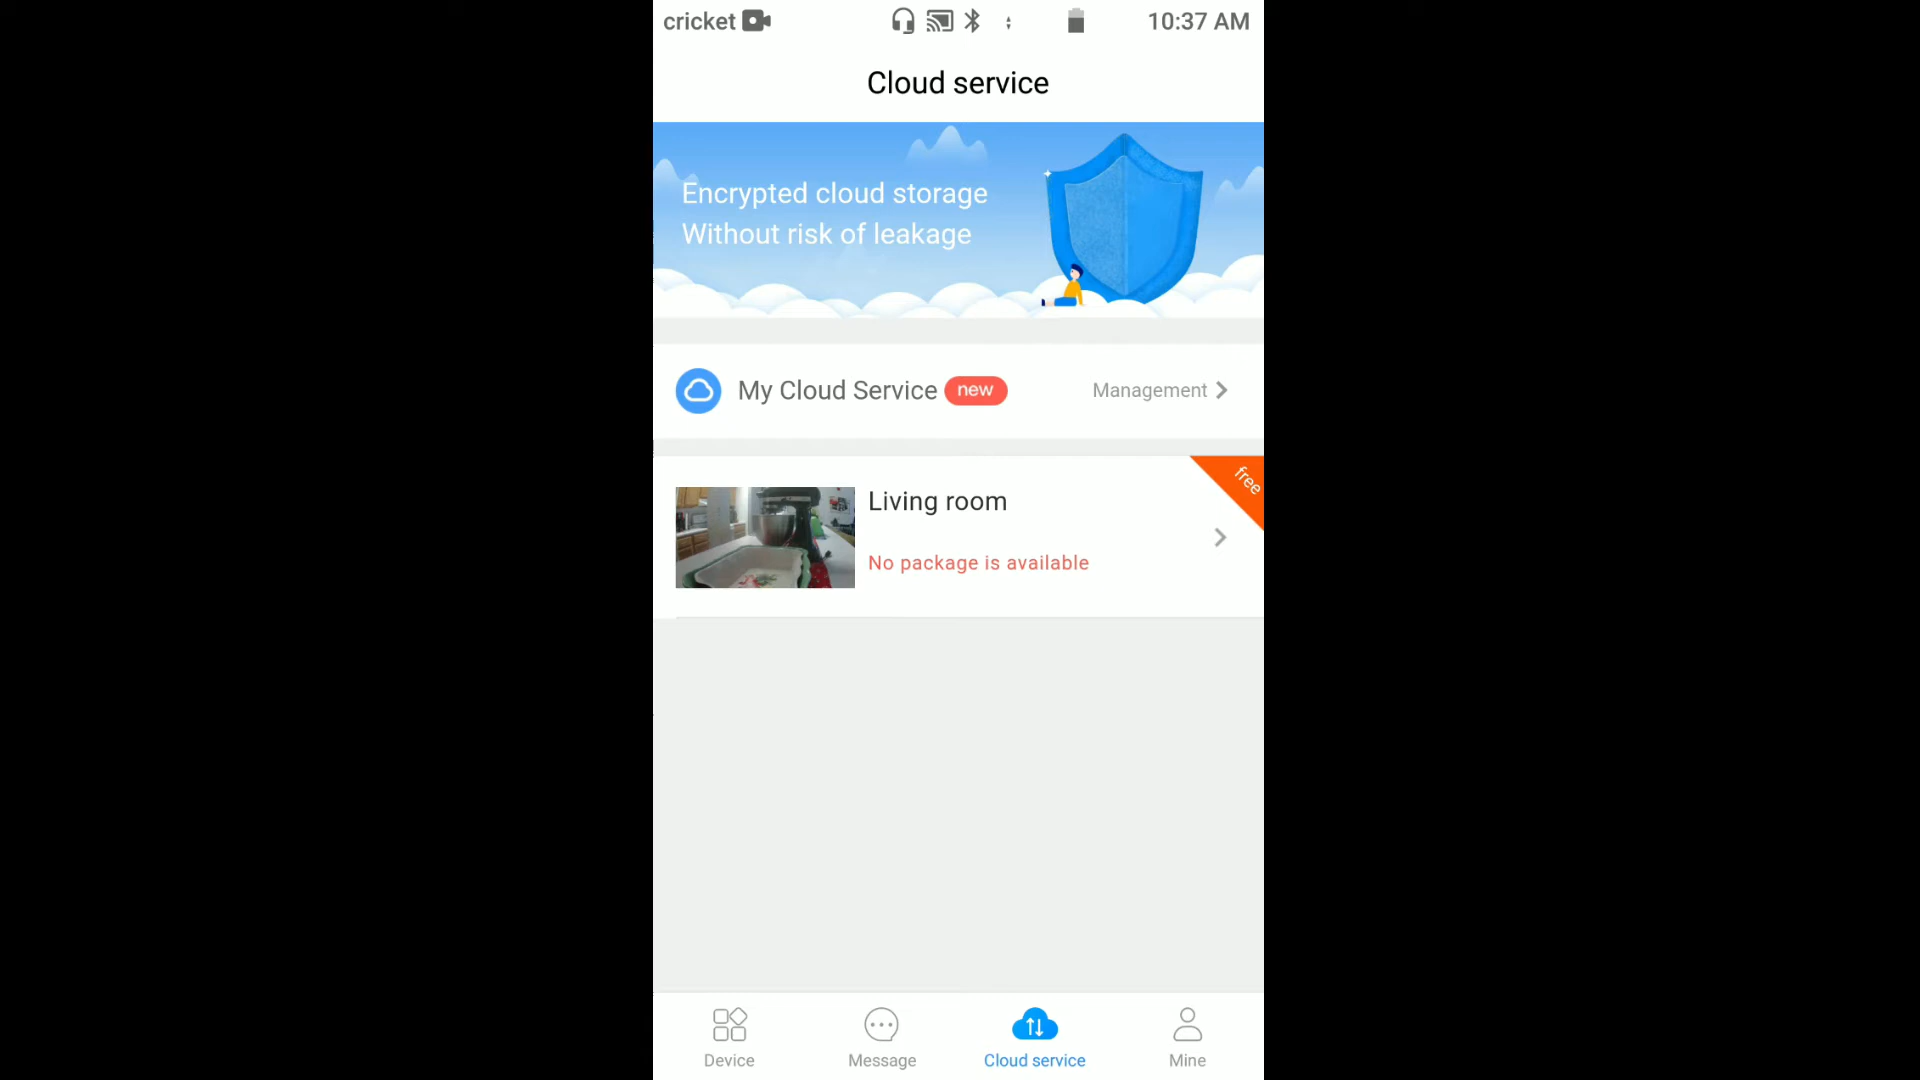 cricket 10:37 AM
Cloud service
Encrypted cloud storage
Without risk of leakage
My Cloud Service new Management
free
Living room
No package is available
Device Message Cloud service Mine